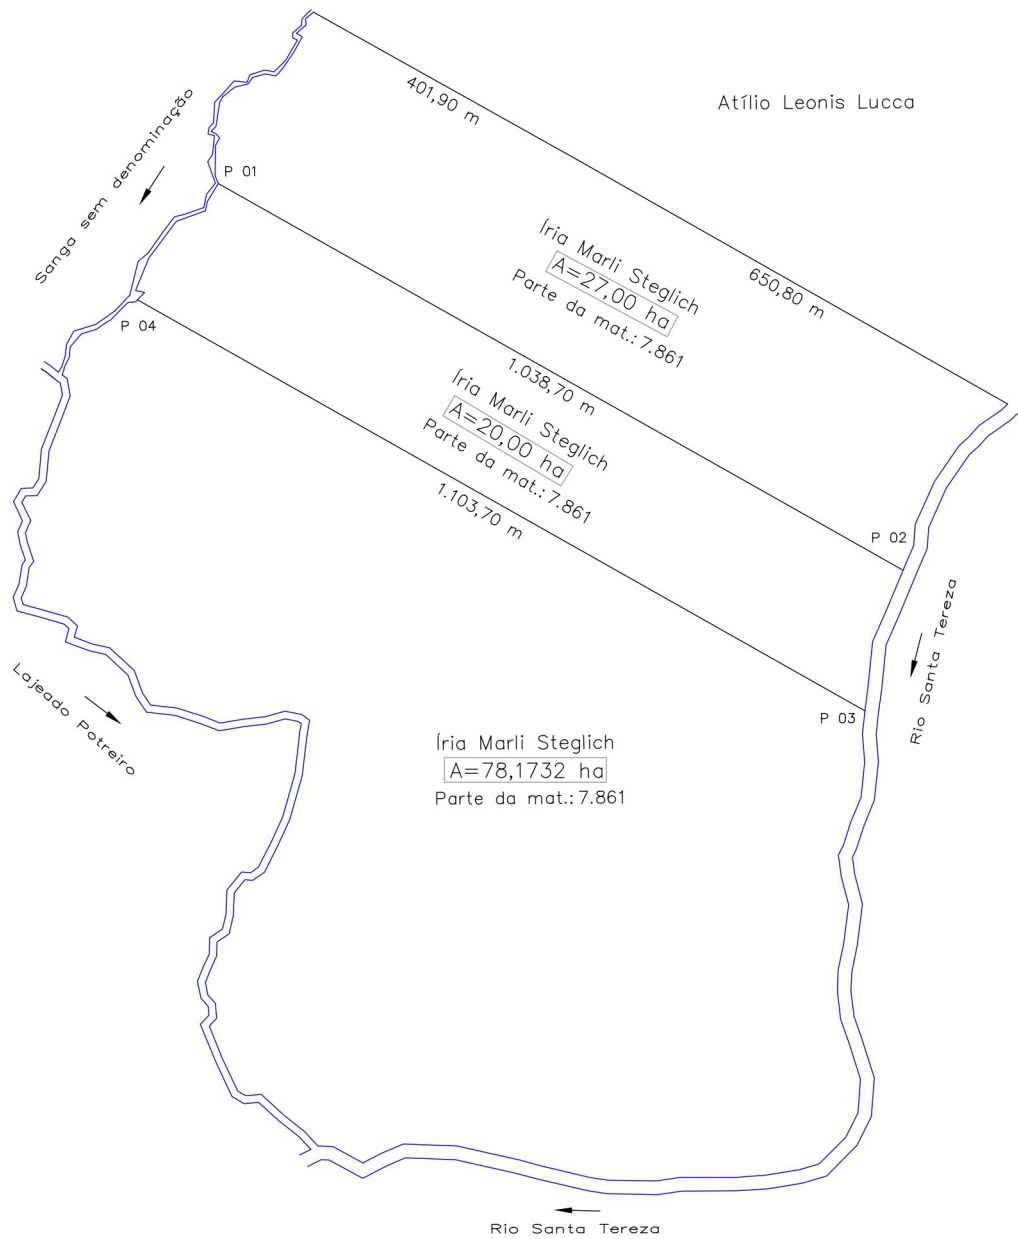 401,90 m
Atílio Leonis Lucca
Sanga sem denominação
P 01
Íria Marli Steglich
A=27,00 ha
Parte da mat.: 7.861
650,80 m
P 04
1.038,70 m
Íria Marli Steglich
A=20,00 ha
Parte da mat.: 7.861
1.103,70 m
P 02
Rio Santa Tereza
Lajeado Potreiro
P 03
Íria Marli Steglich
A=78,1732 ha
Parte da mat.: 7.861
Rio Santa Tereza